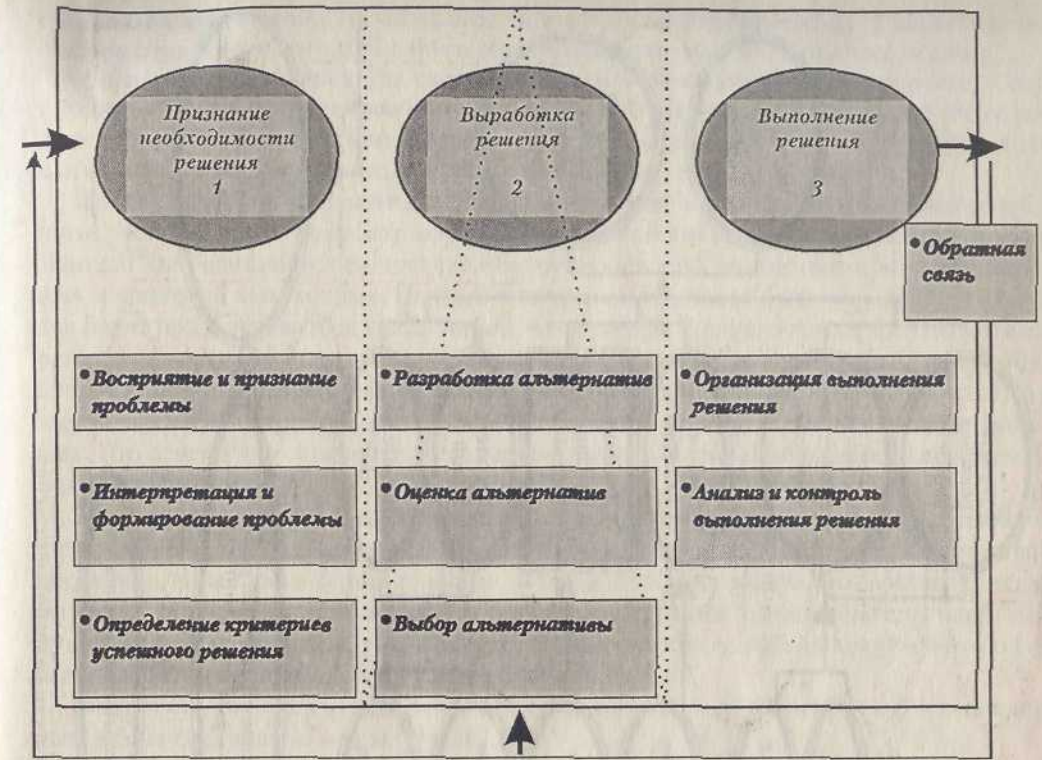 Признание
необходимости
решения
1
Выработка
решения
2
Выполнение
решения
3
• Обратная
связь
• Восприятие и признание
проблемы
• Интерпретация и
формирование проблемы
• Определение критериев
успешного решения
• Разработка альтернатив
• Оценка альтернатив
• Выбор альтернативы
• Организация выполнения
решения
• Анализ и контроль
выполнения решения